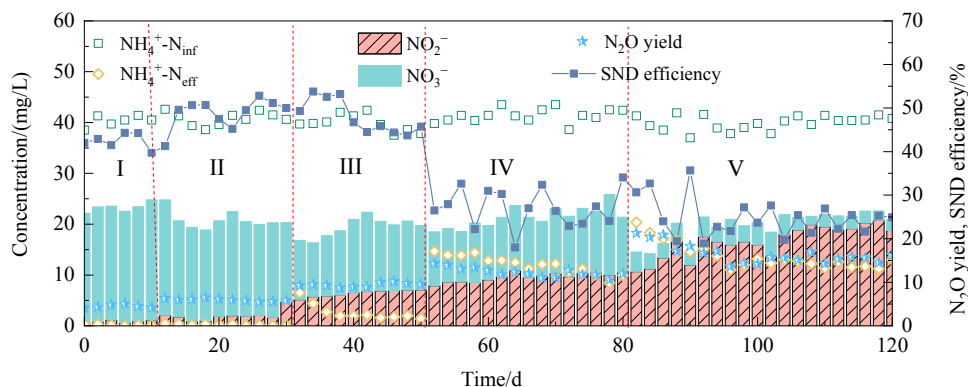 NH₄⁺-Nᵢₙf NO₂⁻ N₂O yield
NH₄⁺-Nₑff NO₃⁻ SND efficiency
I II III IV V
Concentration/(mg/L)
60
50
40
30
20
10
0
N₂O yield, SND efficiency/%
70
60
50
40
30
20
10
0
0 20 40 60 80 100 120
Time/d